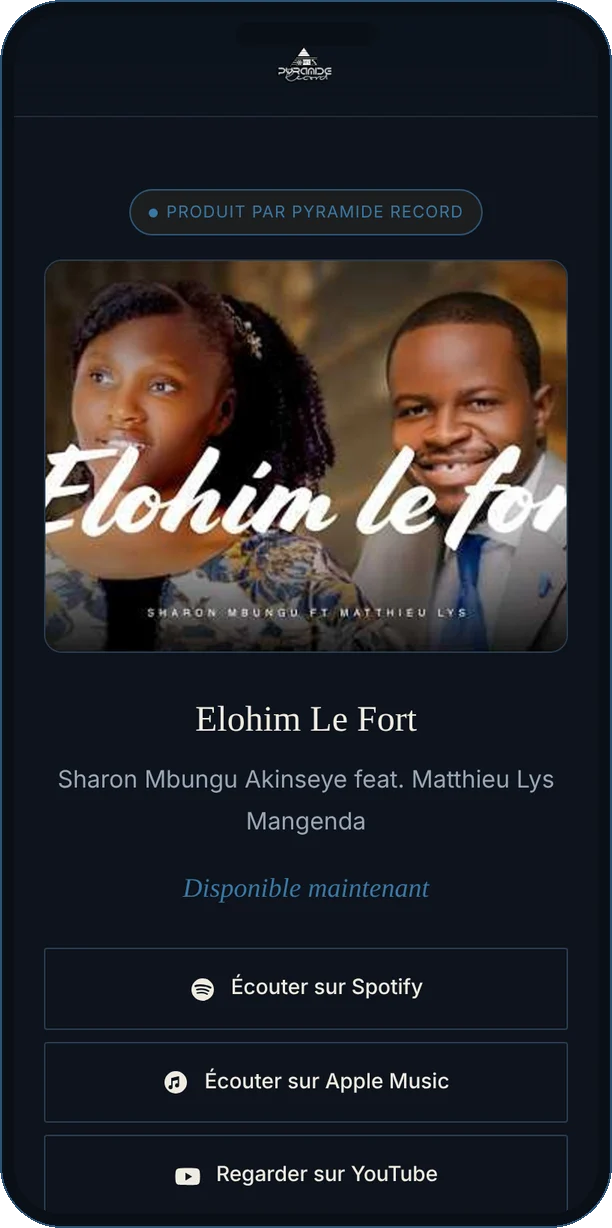 PYRAMIDE
Record
PRODUIT PAR PYRAMIDE RECORD
Elohim le for
SHARON MBUNGU FT MATTHIEU LYS
Elohim Le Fort
Sharon Mbungu Akinseye feat. Matthieu Lys
Mangenda
Disponible maintenant
Écouter sur Spotify
Écouter sur Apple Music
Regarder sur YouTube